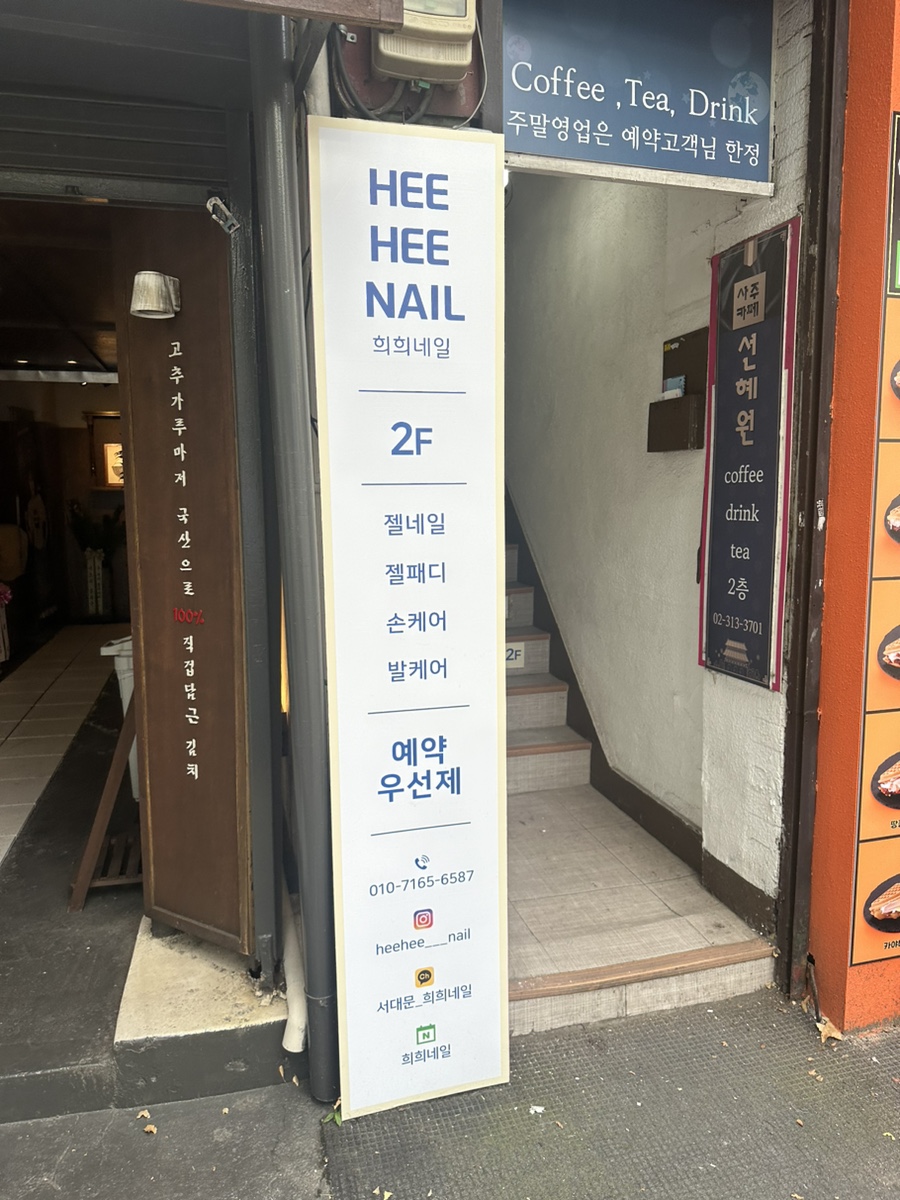 Coffee ,Tea, Drink
주말영업은 예약고객님 한정
HEE
HEE
NAIL
희희네일
2F
젤네일
젤패디
손케어
발케어
예약
우선제
010-7165-6587
heehee___nail
Ch
서대문_희희네일
N
희희네일
고추가루마저 국산으로 100% 직접담근 김치
2F
사주
카페
선혜원
coffee
drink
tea
2층
02-313-3701